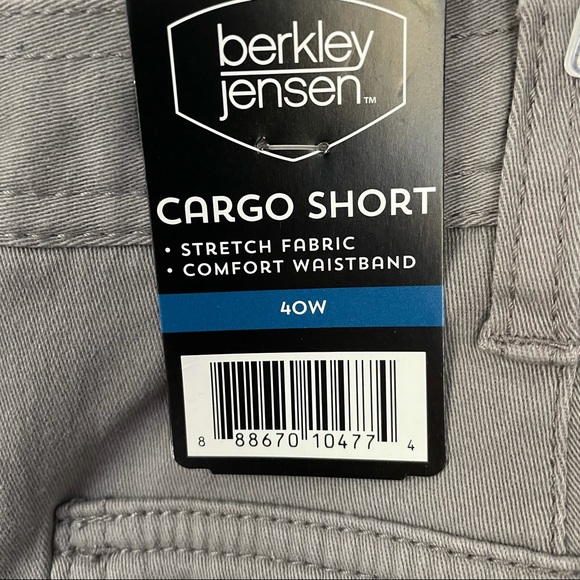 berkley
jensen™
CARGO SHORT
• STRETCH FABRIC
• COMFORT WAISTBAND
40W
8 88670 10477 4